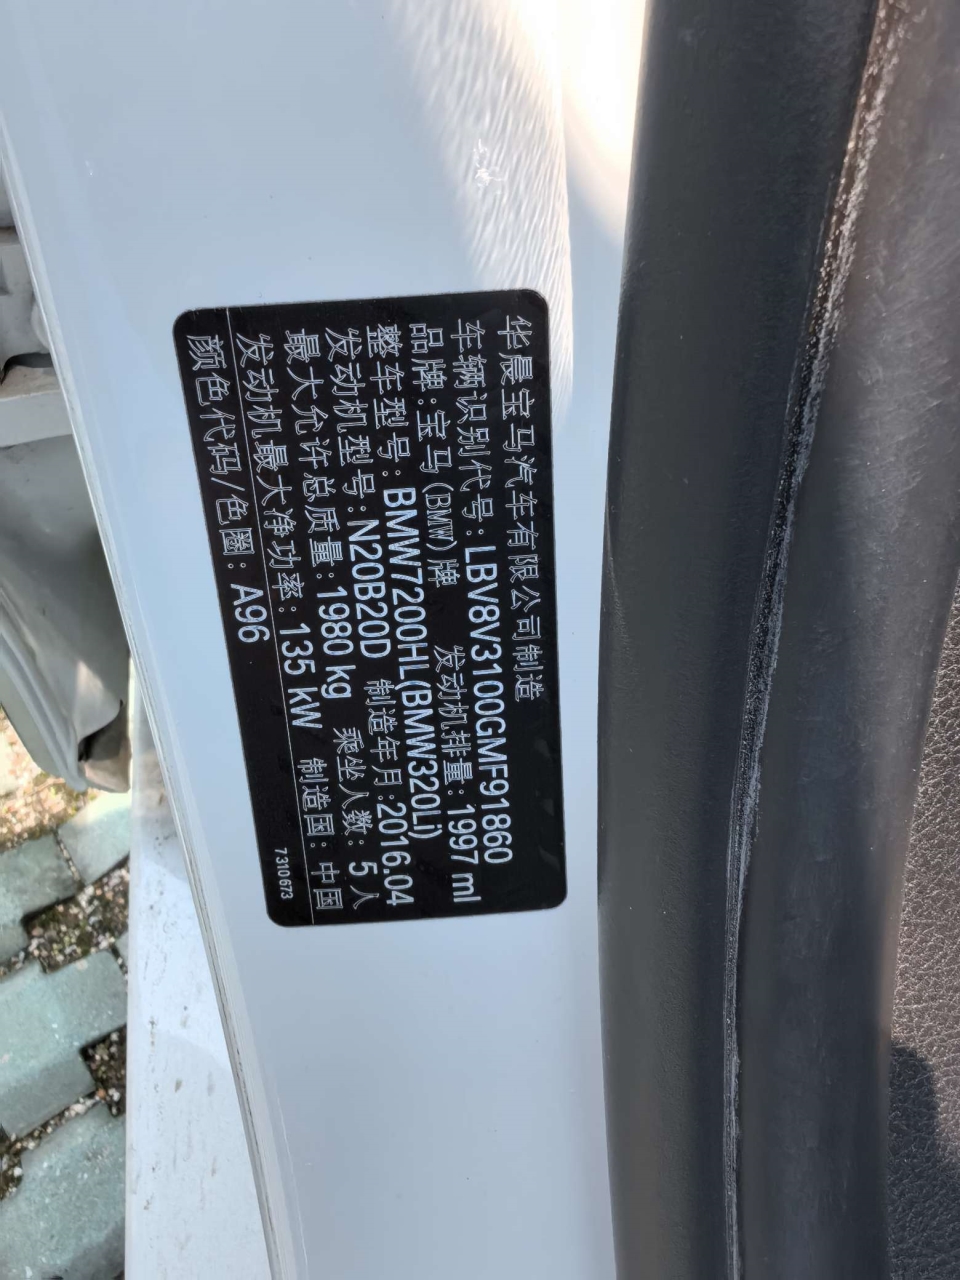 华晨宝马汽车有限公司制造
车辆识别代号：LBV8V3100GMF91860
品牌：宝马(BMW)牌 发动机排量：1997 ml
整车型号：BMW7200HL(BMW320Li)
发动机型号：N20B20D 制造年月：2016.04
最大允许总质量：1980 kg 乘坐人数：5 人
发动机最大净功率：135 kW 制造国：中国
颜色代码/色圈：A96
7310673